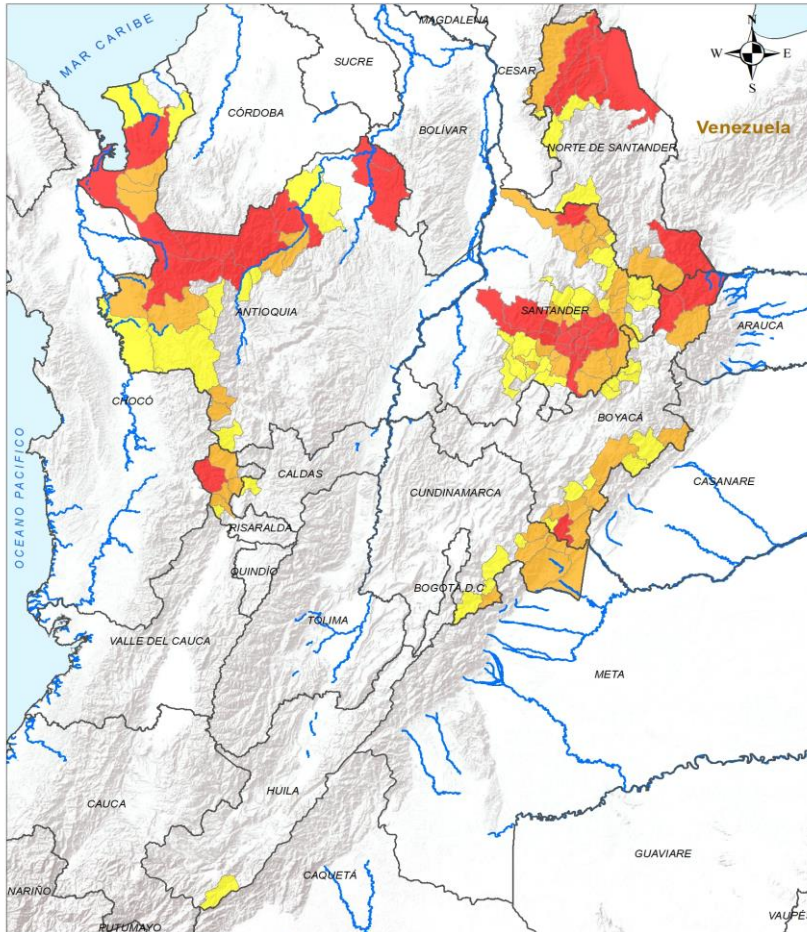 MAGDALENA
MAR CARIBE
SUCRE
CESAR
N
W E
S
CÓRDOBA
BOLÍVAR
Venezuela
NORTE DE SANTANDER
ANTIOQUIA
SANTANDER
ARAUCA
CHOCÓ
BOYACÁ
OCEANO PACIFICO
CALDAS
CUNDINAMARCA
CASANARE
RISARALDA
QUINDÍO
BOGOTÁ, D.C
TOLIMA
VALLE DEL CAUCA
META
HUILA
CAUCA
GUAVIARE
CAQUETÁ
NARIÑO
PUTUMAYO
VAUPÉS